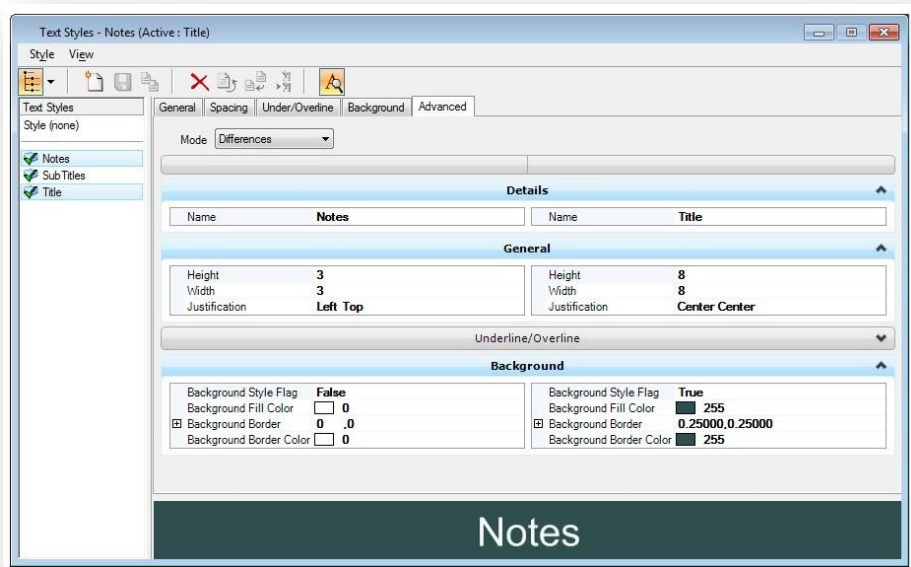 Text Styles - Notes (Active : Title)
Style View
Text Styles
General Spacing Under/Overline Background Advanced
Style (none)
Mode Differences
Notes
SubTitles
Title
Details
Name Notes Name Title
General
Height 3 Height 8
Width 3 Width 8
Justification Left Top Justification Center Center
Underline/Overline
Background
Background Style Flag False Background Style Flag True
Background Fill Color 0 Background Fill Color 255
Background Border 0 ,0 Background Border 0.25000,0.25000
Background Border Color 0 Background Border Color 255
Notes